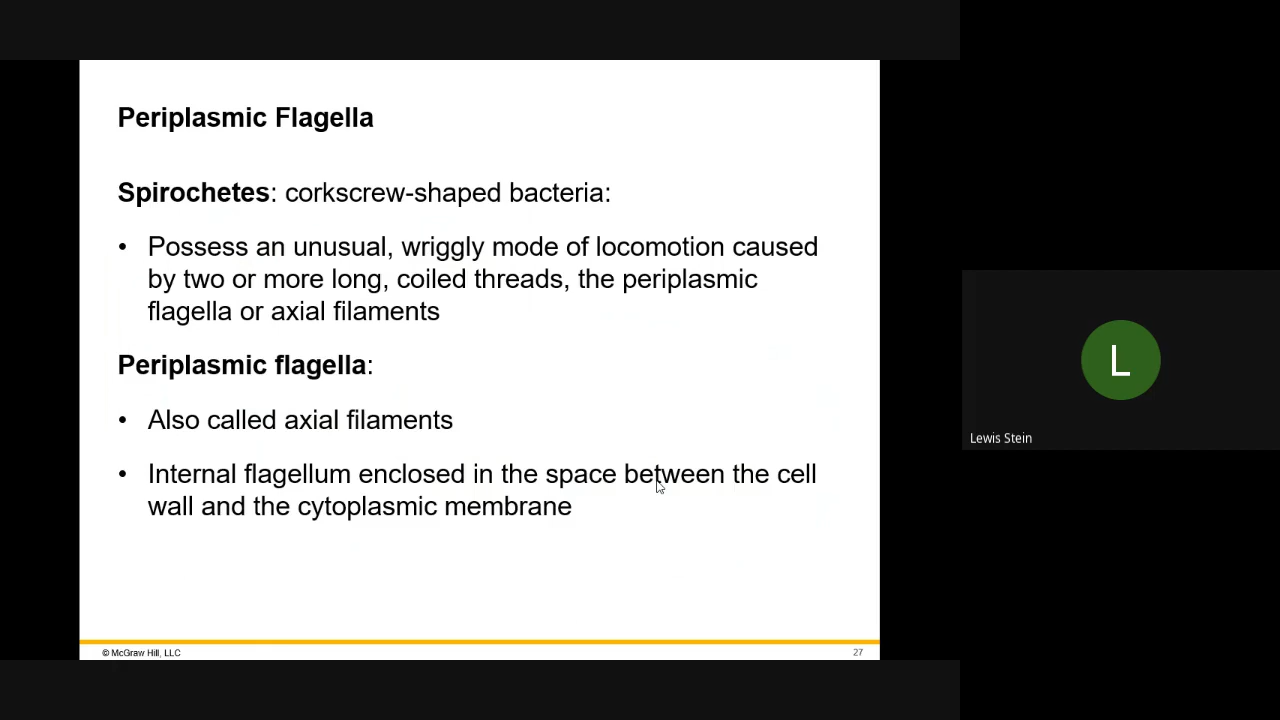 Periplasmic Flagella
Spirochetes: corkscrew-shaped bacteria:
• Possess an unusual, wriggly mode of locomotion caused
by two or more long, coiled threads, the periplasmic
flagella or axial filaments
Periplasmic flagella:
• Also called axial filaments
• Internal flagellum enclosed in the space between the cell
wall and the cytoplasmic membrane
© McGraw Hill, LLC
27
L
Lewis Stein